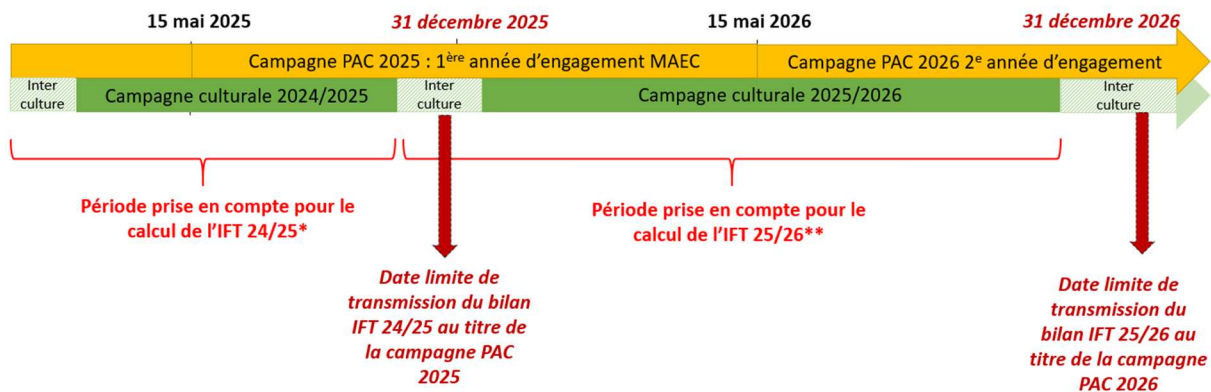 15 mai 2025
31 décembre 2025
15 mai 2026
31 décembre 2026
Campagne PAC 2025 : 1ère année d’engagement MAEC
Campagne PAC 2026 2e année d’engagement
Inter
culture
Campagne culturale 2024/2025
Inter
culture
Campagne culturale 2025/2026
Inter
culture
Période prise en compte pour le
calcul de l’IFT 24/25*
Période prise en compte pour le
calcul de l’IFT 25/26**
Date limite de
transmission du bilan
IFT 24/25 au titre de
la campagne PAC
2025
Date limite de
transmission du
bilan IFT 25/26 au
titre de la campagne
PAC 2026